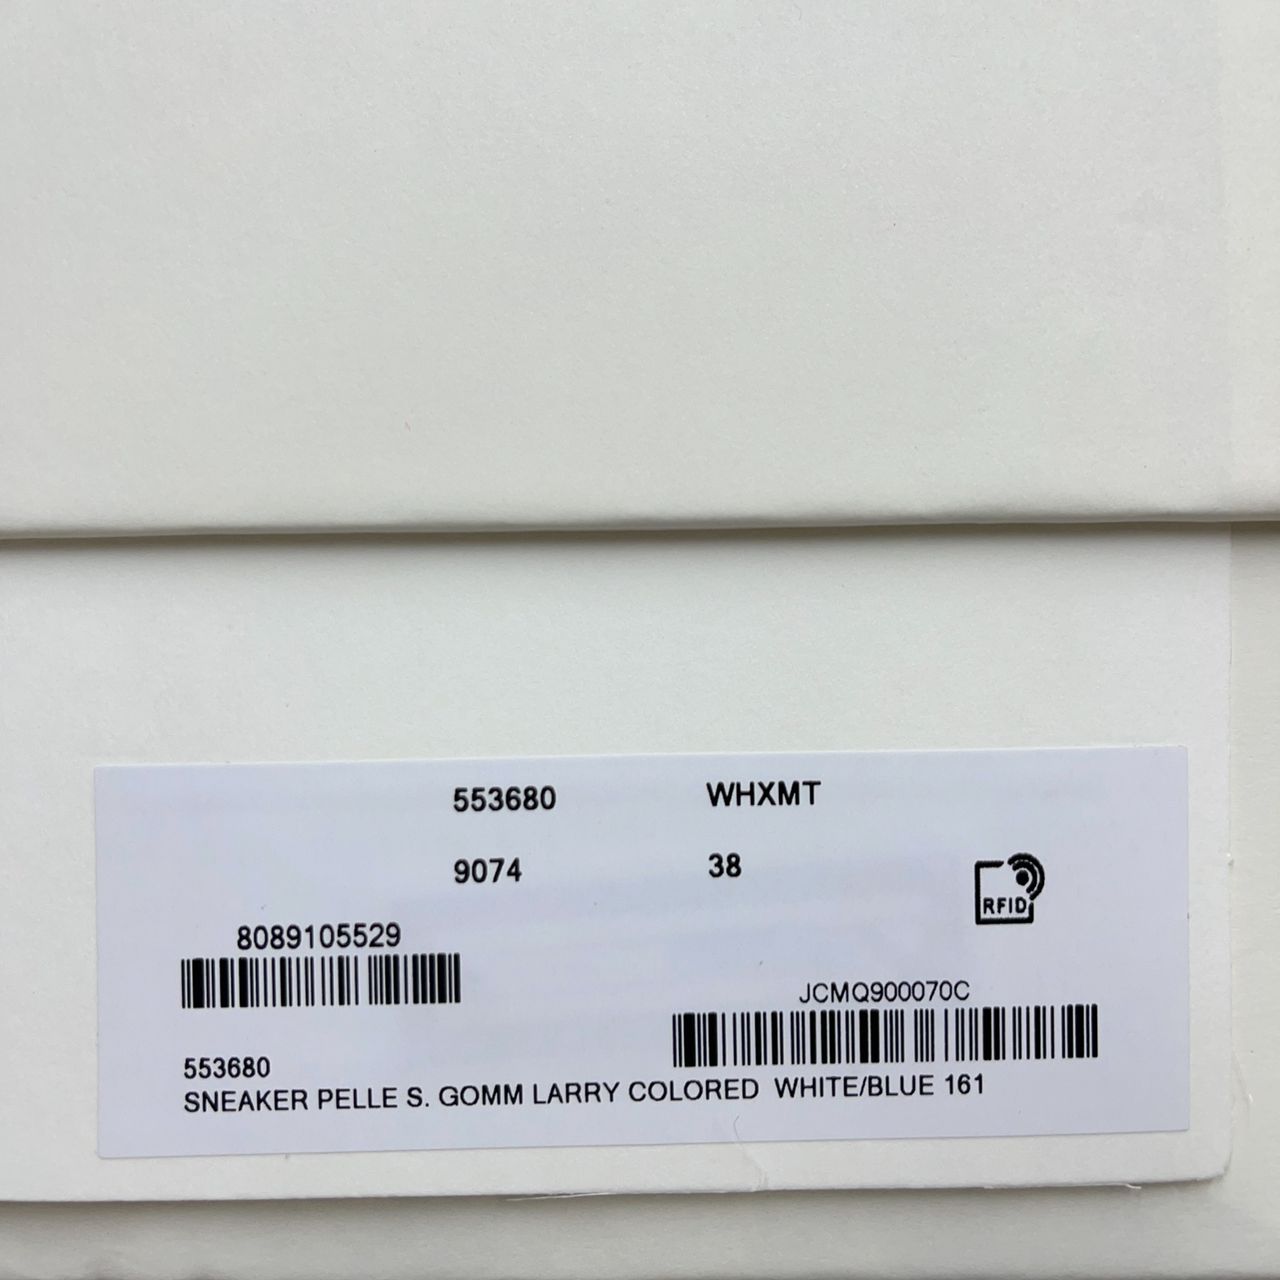 553680 WHXMT
9074 38
RFID
8089105529
JCMQ900070C
553680
SNEAKER PELLE S. GOMM LARRY COLORED WHITE/BLUE 161